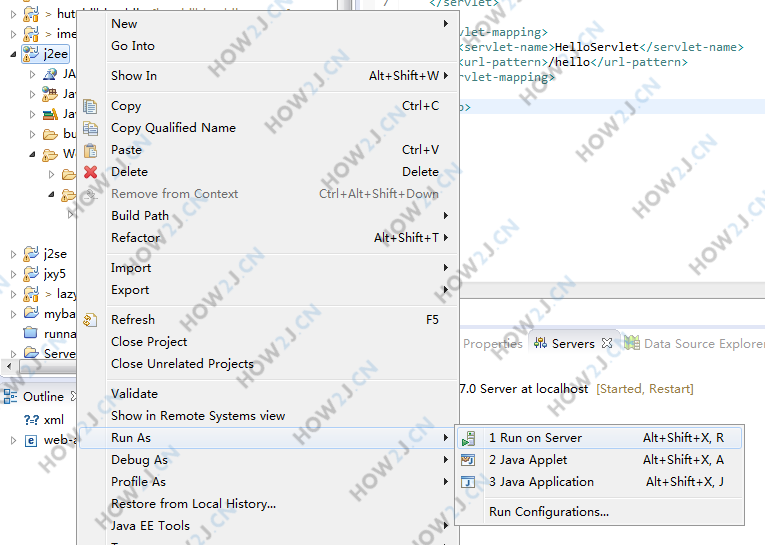 > hut
> ime
j2ee
JA
Jav
Jav
bu
We
j2se
jxy5
> lazy
myba
runna
Server
Outline
xml
web-a
New
Go Into
Show In Alt+Shift+W
Copy Ctrl+C
Copy Qualified Name
Paste Ctrl+V
Delete Delete
Remove from Context Ctrl+Alt+Shift+Down
Build Path
Refactor Alt+Shift+T
Import
Export
Refresh F5
Close Project
Close Unrelated Projects
Validate
Show in Remote Systems view
Run As
Debug As
Profile As
Restore from Local History...
Java EE Tools
1 Run on Server Alt+Shift+X, R
2 Java Applet Alt+Shift+X, A
3 Java Application Alt+Shift+X, J
Run Configurations...
7 </servlet>
rvlet-mapping>
<servlet-name>HelloServlet</servlet-name>
<url-pattern>/hello</url-pattern>
rvlet-mapping>
p>
Properties Servers Data Source Explorer
7.0 Server at localhost [Started, Restart]
HOW2J.CN